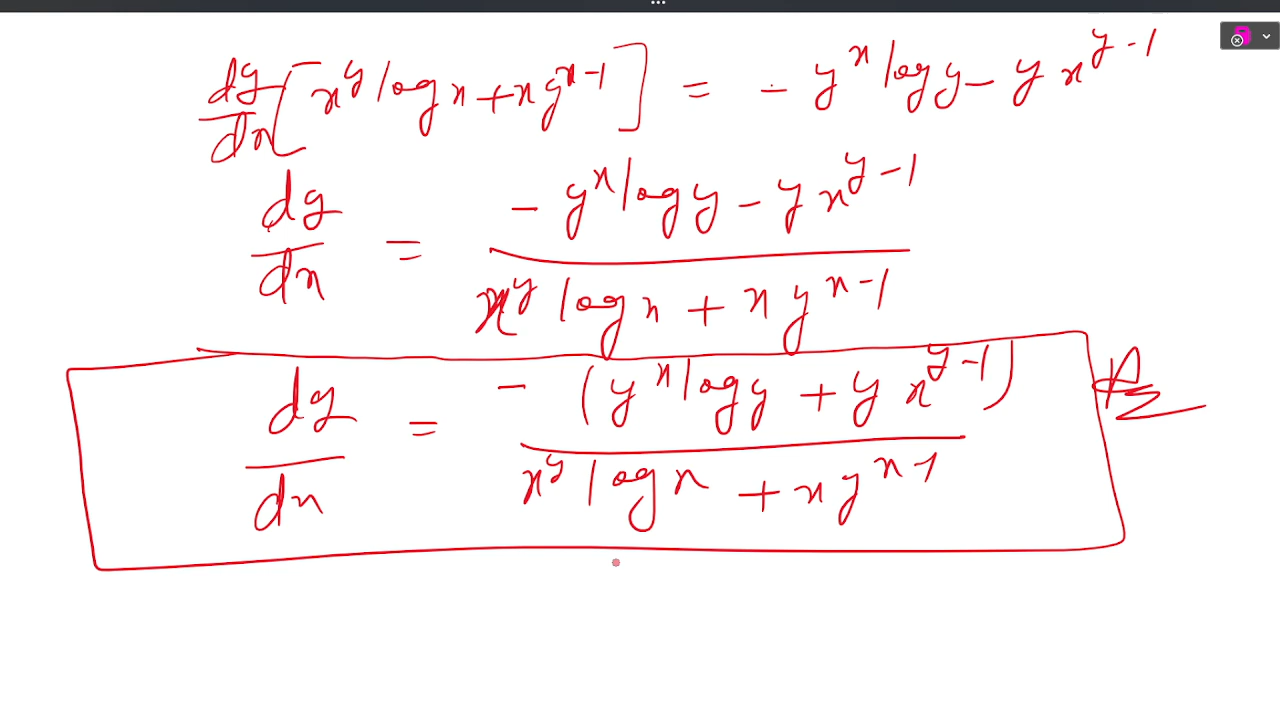 dy/dx [x^y log x + x y^(x-1)] = - y^x log y - y x^(y-1)
dy/dx = (- y^x log y - y x^(y-1)) / (x^y log x + x y^(x-1))
dy/dx = - (y^x log y + y x^(y-1)) / (x^y log x + x y^(x-1))